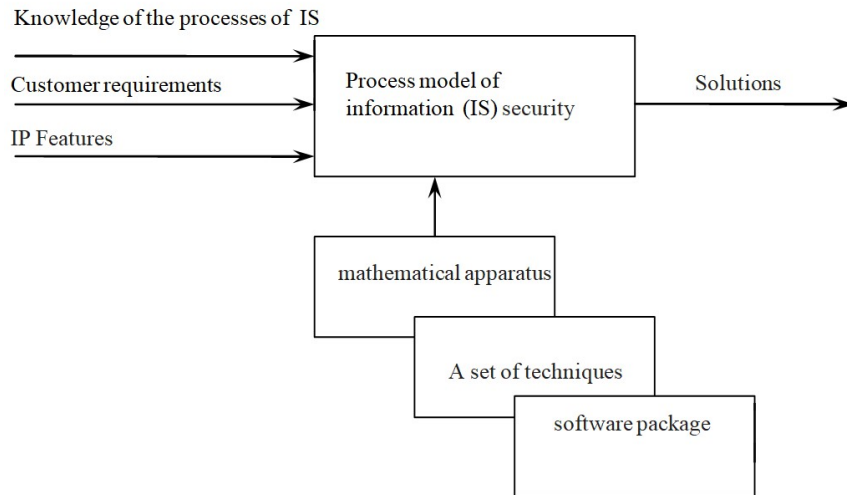 Knowledge of the processes of IS
Customer requirements
IP Features
Process model of
information (IS) security
Solutions
mathematical apparatus
A set of techniques
software package